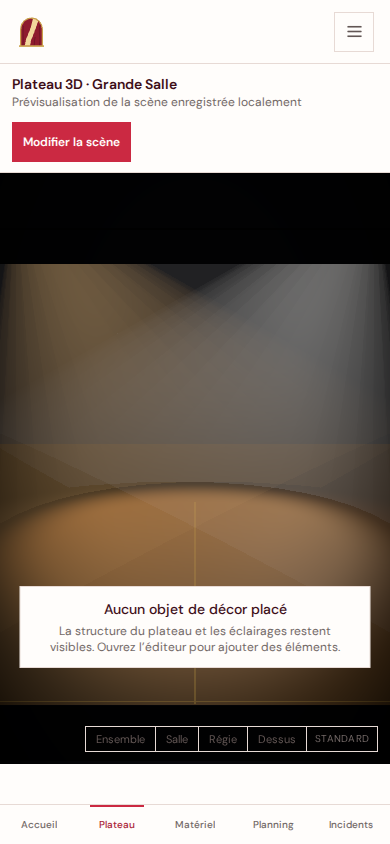 Plateau 3D · Grande Salle
Prévisualisation de la scène enregistrée localement
Modifier la scène
Aucun objet de décor placé
La structure du plateau et les éclairages restent
visibles. Ouvrez l’éditeur pour ajouter des éléments.
Ensemble Salle Régie Dessus STANDARD
Accueil Plateau Matériel Planning Incidents